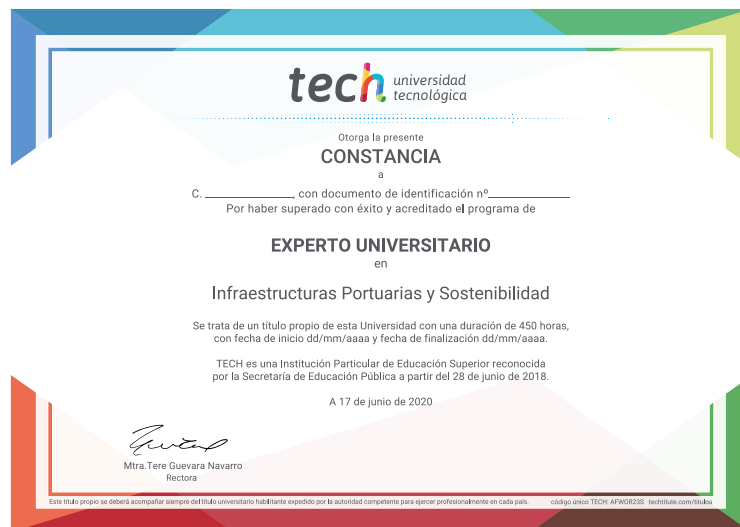 tech universidad
tecnológica
Otorga la presente
CONSTANCIA
a
C. ______________, con documento de identificación nº______________
Por haber superado con éxito y acreditado el programa de
EXPERTO UNIVERSITARIO
en
Infraestructuras Portuarias y Sostenibilidad
Se trata de un título propio de esta Universidad con una duración de 450 horas,
con fecha de inicio dd/mm/aaaa y fecha de finalización dd/mm/aaaa.
TECH es una Institución Particular de Educación Superior reconocida
por la Secretaría de Educación Pública a partir del 28 de junio de 2018.
A 17 de junio de 2020
Mtra.Tere Guevara Navarro
Rectora
Este título propio se deberá acompañar siempre del título universitario habilitante expedido por la autoridad competente para ejercer profesionalmente en cada país. código único TECH: AFWOR23S techtitute.com/titulos